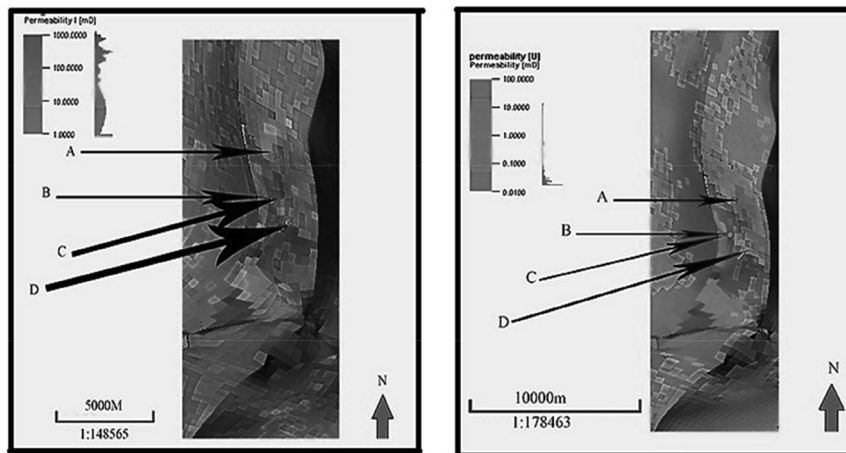 Permeability I [mD]
1000.0000
100.0000
10.0000
1.0000
A
B
C
D
5000M
1:148565
N
permeability [U]
Permeability [mD]
100.0000
10.0000
1.0000
0.1000
0.0100
A
B
C
D
10000m
1:178463
N